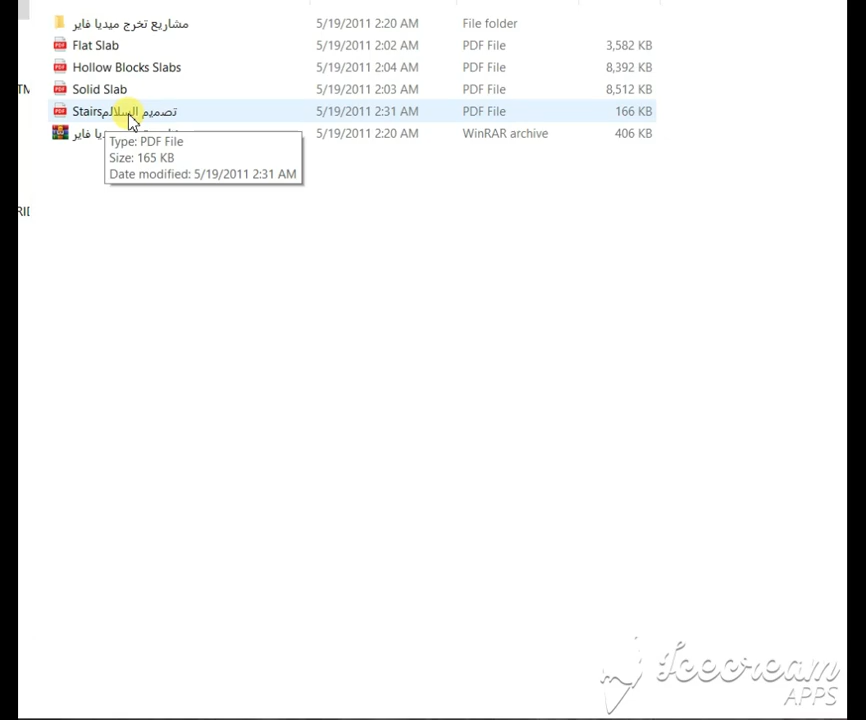 مشاريع تخرج ميديا فاير 5/19/2011 2:20 AM File folder
Flat Slab 5/19/2011 2:02 AM PDF File 3,582 KB
Hollow Blocks Slabs 5/19/2011 2:04 AM PDF File 8,392 KB
Solid Slab 5/19/2011 2:03 AM PDF File 8,512 KB
Stairsتصميم السلالم 5/19/2011 2:31 AM PDF File 166 KB
ديا فاير 5/19/2011 2:20 AM WinRAR archive 406 KB
Type: PDF File
Size: 165 KB
Date modified: 5/19/2011 2:31 AM
Icecream
APPS